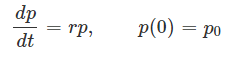 dp/dt = rp, p(0) = p₀